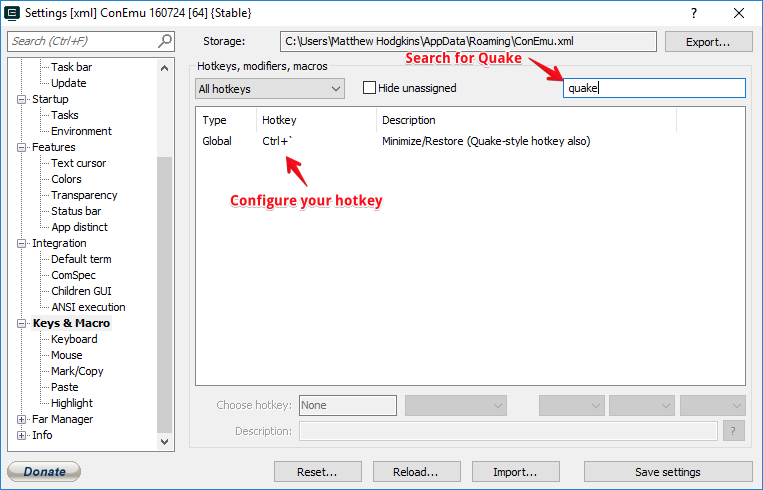 Settings [xml] ConEmu 160724 [64] {Stable}
?
Search (Ctrl+F)
Storage:
C:\Users\Matthew Hodgkins\AppData\Roaming\ConEmu.xml
Export...
Task bar
Update
Startup
Tasks
Environment
Features
Text cursor
Colors
Transparency
Status bar
App distinct
Integration
Default term
ComSpec
Children GUI
ANSI execution
Keys & Macro
Keyboard
Mouse
Mark/Copy
Paste
Highlight
Far Manager
Info
Hotkeys, modifiers, macros
Search for Quake
All hotkeys
Hide unassigned
quake
Type Hotkey Description
Global Ctrl+` Minimize/Restore (Quake-style hotkey also)
Configure your hotkey
Choose hotkey: None
Description:
?
Donate
Reset...
Reload...
Import...
Save settings